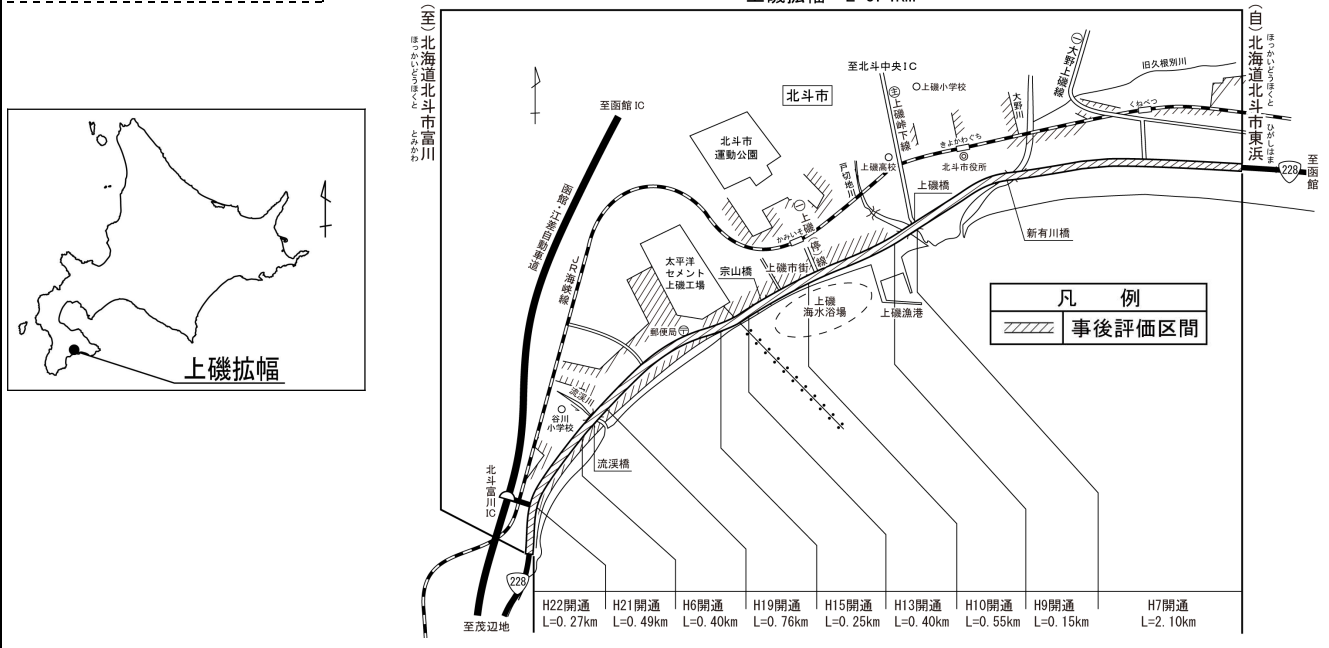 上磯拡幅
(至)北海道北斗市富川
ほっかいどうほくと とみかわ
(自)北海道北斗市東浜
ほっかいどうほくと ひがしはま
至函館
228
至函館IC
函館・江差自動車道
JR海峡線
北斗市
運動公園
北斗市
至北斗中央IC
(主)上磯峠下線
上磯小学校
大野川
(一)大野上磯線
旧久根別川
くねべつ
きよかわぐち
北斗市役所
上磯高校
戸切地川
上磯橋
新有川橋
(一)上磯(停)線
かみいそ
太平洋
セメント
上磯工場
宗山橋
上磯市街
上磯
海水浴場
上磯漁港
郵便局
流渓川
谷川
小学校
流渓橋
北斗富川IC
228
至茂辺地
凡 例
事後評価区間
H22開通
L=0.27km
H21開通
L=0.49km
H6開通
L=0.40km
H19開通
L=0.76km
H15開通
L=0.25km
H13開通
L=0.40km
H10開通
L=0.55km
H9開通
L=0.15km
H7開通
L=2.10km